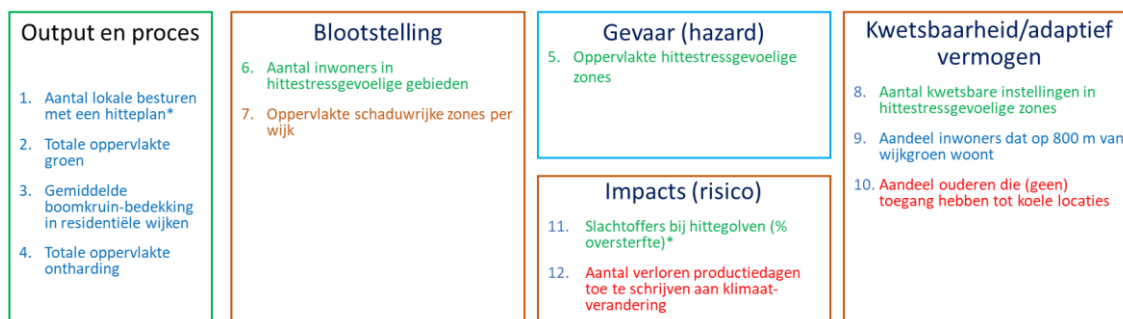 Output en proces
1. Aantal lokale besturen
met een hitteplan*
2. Totale oppervlakte
groen
3. Gemiddelde
boomkruin-bedekking
in residentiële wijken
4. Totale oppervlakte
ontharding
Blootstelling
6. Aantal inwoners in
hittestressgevoelige gebieden
7. Oppervlakte schaduwrijke zones per
wijk
Gevaar (hazard)
5. Oppervlakte hittestressgevoelige
zones
Impacts (risico)
11. Slachtoffers bij hittegolven (%
oversterfte)*
12. Aantal verloren productiedagen
toe te schrijven aan klimaat-
verandering
Kwetsbaarheid/adaptief
vermogen
8. Aantal kwetsbare instellingen in
hittestressgevoelige zones
9. Aandeel inwoners dat op 800 m van
wijkgroen woont
10. Aandeel ouderen die (geen)
toegang hebben tot koele locaties